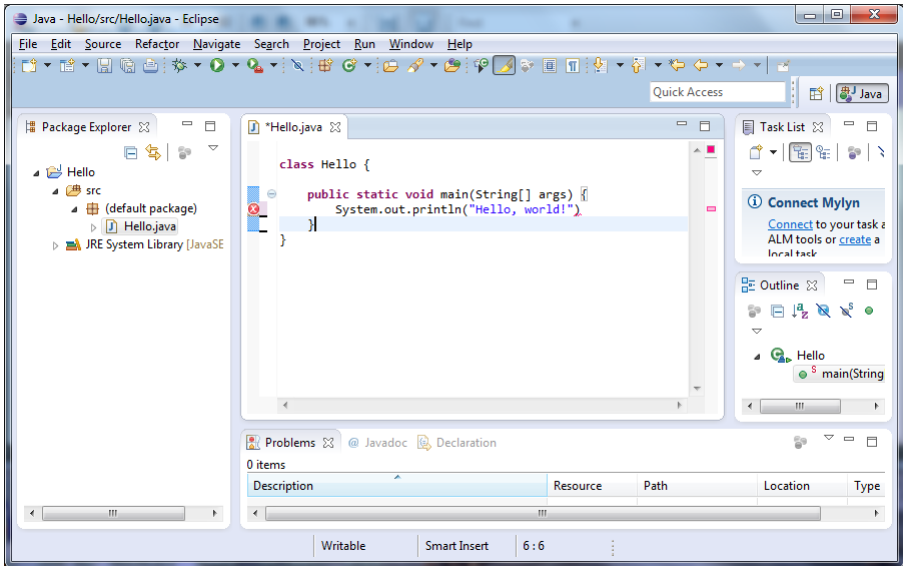 Java - Hello/src/Hello.java - Eclipse
File Edit Source Refactor Navigate Search Project Run Window Help
Quick Access
Java
Package Explorer
Hello
src
(default package)
Hello.java
JRE System Library [JavaSE
*Hello.java
class Hello {
public static void main(String[] args) {
System.out.println("Hello, world!")
}
}
Task List
Connect Mylyn
Connect to your task a
ALM tools or create a
local task
Outline
Hello
main(String
Problems @ Javadoc Declaration
0 items
Description Resource Path Location Type
Writable Smart Insert 6 : 6